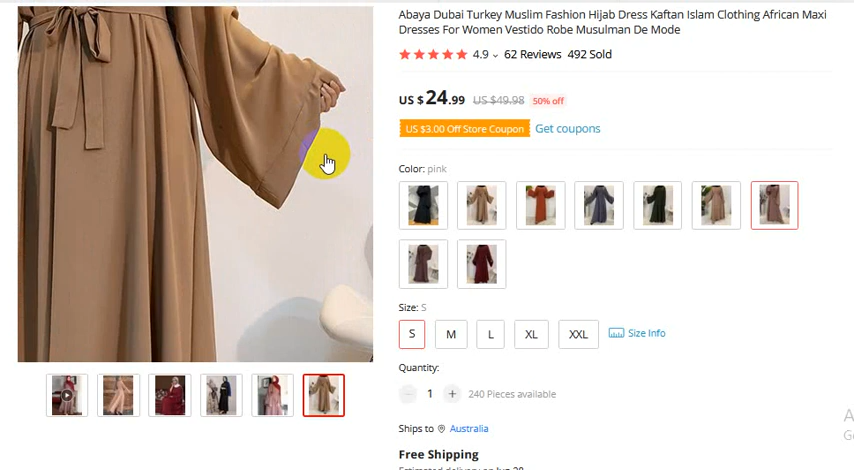 Abaya Dubai Turkey Muslim Fashion Hijab Dress Kaftan Islam Clothing African Maxi
Dresses For Women Vestido Robe Musulman De Mode
4.9 62 Reviews 492 Sold
US $24.99 US $49.98 50% off
US $3.00 Off Store Coupon Get coupons
Color: pink
Size: S
S M L XL XXL Size Info
Quantity:
1 + 240 Pieces available
Ships to Australia
Free Shipping